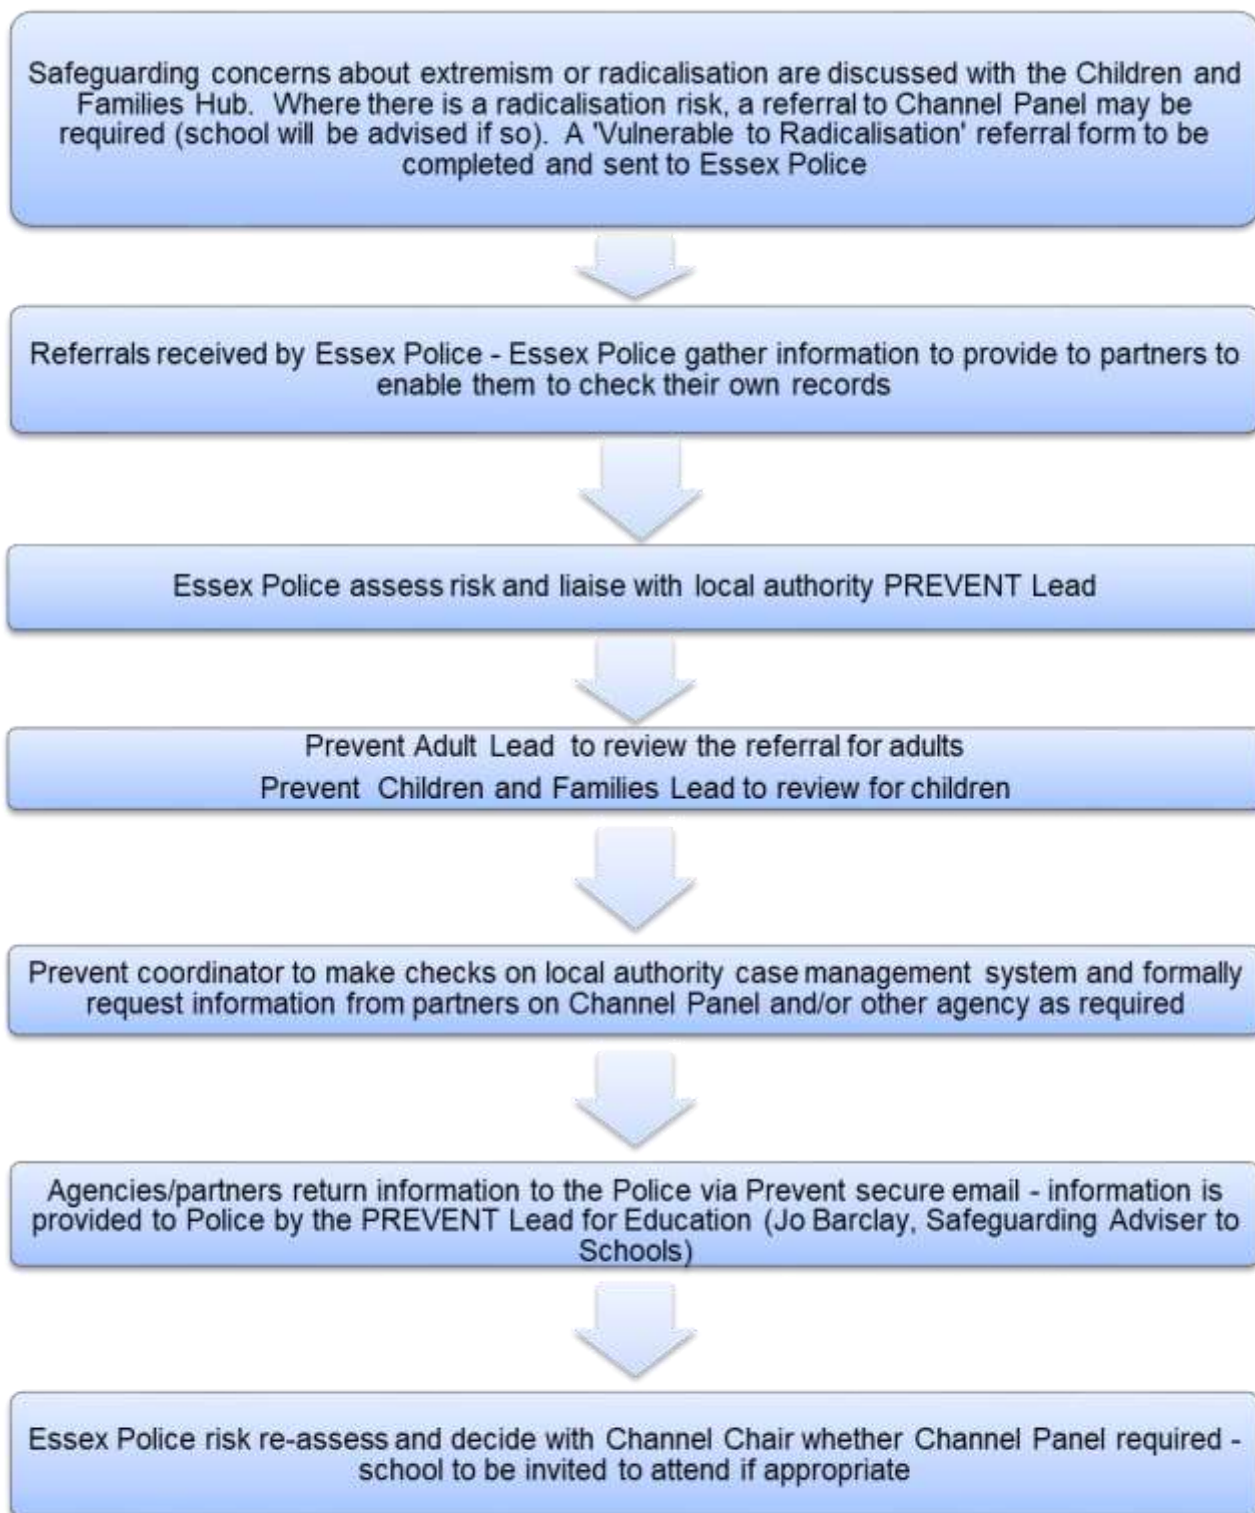 Safeguarding concerns about extremism or radicalisation are discussed with the Children and
Families Hub. Where there is a radicalisation risk, a referral to Channel Panel may be
required (school will be advised if so). A 'Vulnerable to Radicalisation' referral form to be
completed and sent to Essex Police
Referrals received by Essex Police - Essex Police gather information to provide to partners to
enable them to check their own records
Essex Police assess risk and liaise with local authority PREVENT Lead
Prevent Adult Lead to review the referral for adults
Prevent Children and Families Lead to review for children
Prevent coordinator to make checks on local authority case management system and formally
request information from partners on Channel Panel and/or other agency as required
Agencies/partners return information to the Police via Prevent secure email - information is
provided to Police by the PREVENT Lead for Education (Jo Barclay, Safeguarding Adviser to
Schools)
Essex Police risk re-assess and decide with Channel Chair whether Channel Panel required -
school to be invited to attend if appropriate